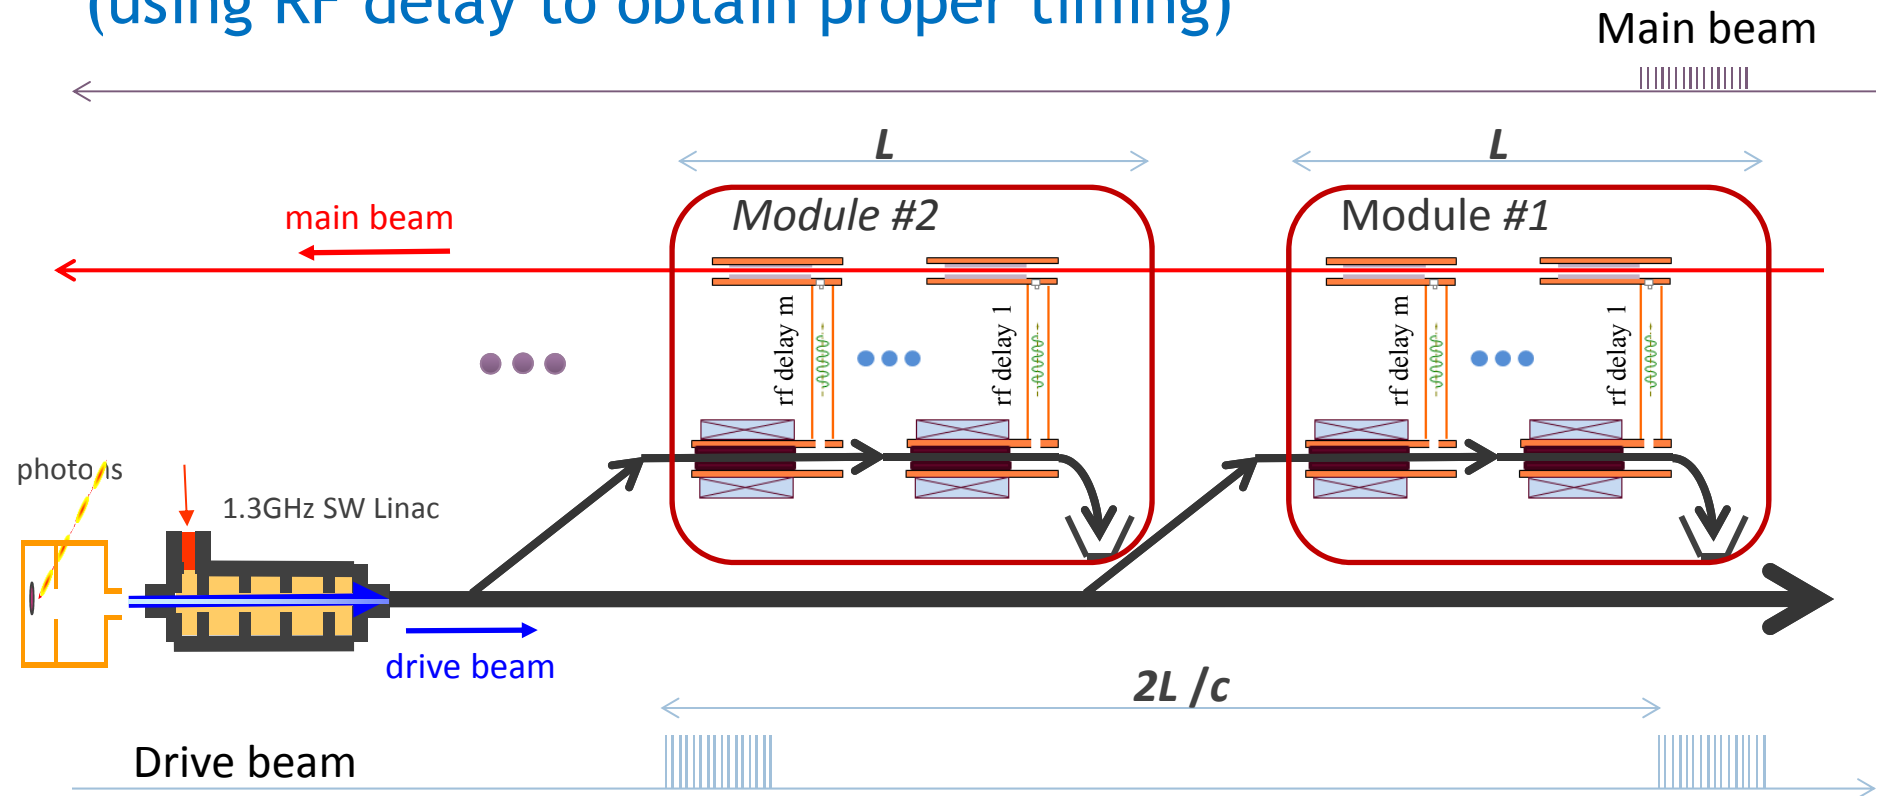 (using RF delay to obtain proper timing)
Main beam
L
L
main beam
Module #2
Module #1
rf delay m
rf delay 1
rf delay m
rf delay 1
photons
1.3GHz SW Linac
drive beam
2L /c
Drive beam